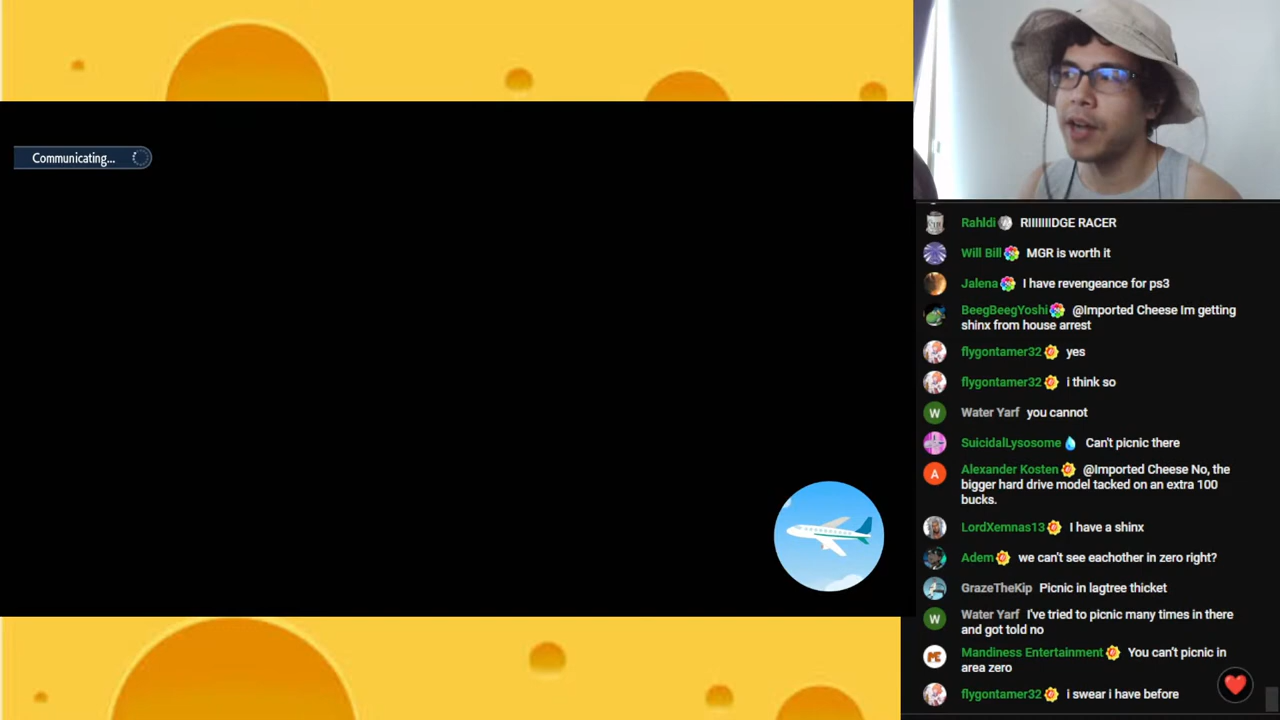 Communicating...
Rahldi RIIIIIIIDGE RACER
Will Bill MGR is worth it
Jalena I have revengeance for ps3
BeegBeegYoshi @Imported Cheese Im getting
shinx from house arrest
flygontamer32 yes
flygontamer32 i think so
W Water Yarf you cannot
SuicidalLysosome Can't picnic there
A Alexander Kosten @Imported Cheese No, the
bigger hard drive model tacked on an extra 100
bucks.
LordXemnas13 I have a shinx
Adem we can't see eachother in zero right?
GrazeTheKip Picnic in lagtree thicket
W Water Yarf I've tried to picnic many times in there
and got told no
ME Mandiness Entertainment You can't picnic in
area zero
flygontamer32 i swear i have before